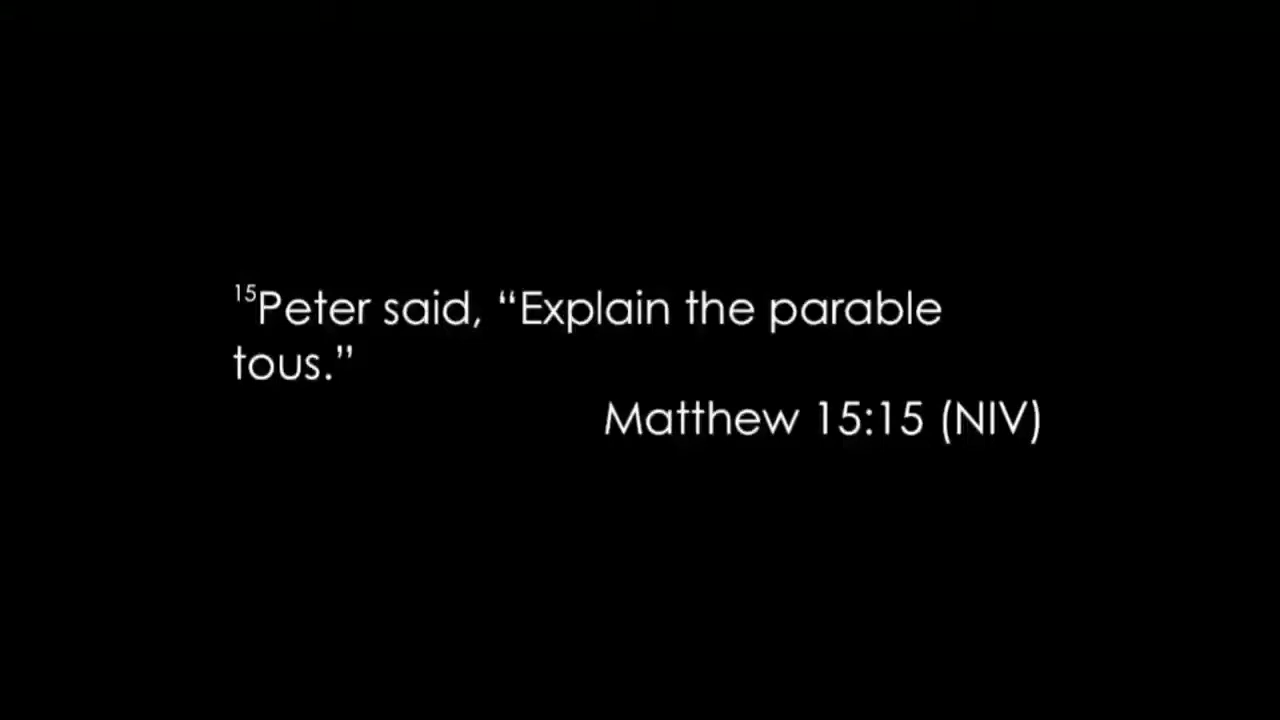 15Peter said, “Explain the parable
tous.”
Matthew 15:15 (NIV)